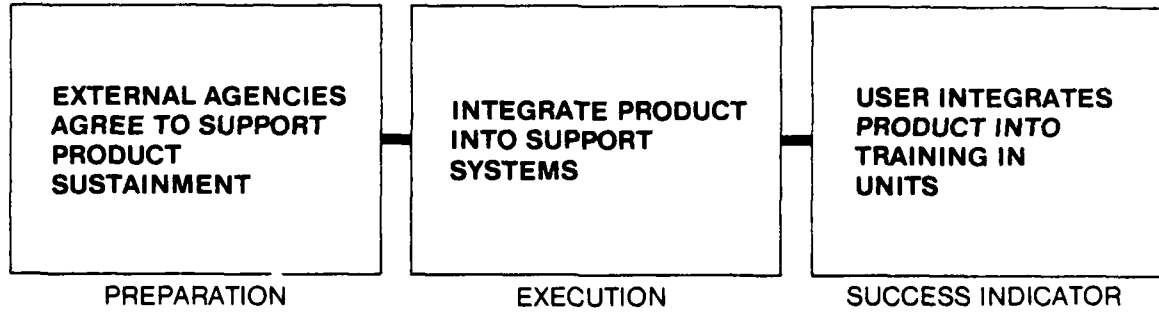 EXTERNAL AGENCIES
AGREE TO SUPPORT
PRODUCT
SUSTAINMENT
INTEGRATE PRODUCT
INTO SUPPORT
SYSTEMS
USER INTEGRATES
PRODUCT INTO
TRAINING IN
UNITS
PREPARATION
EXECUTION
SUCCESS INDICATOR